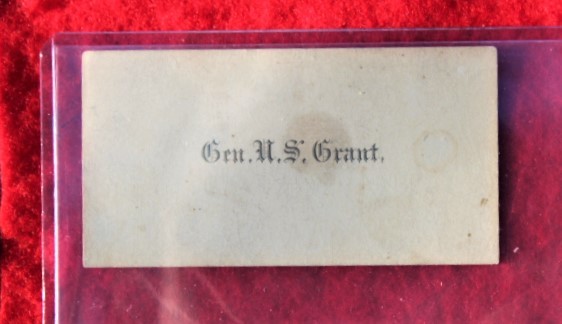 Gen. U. S. Grant.